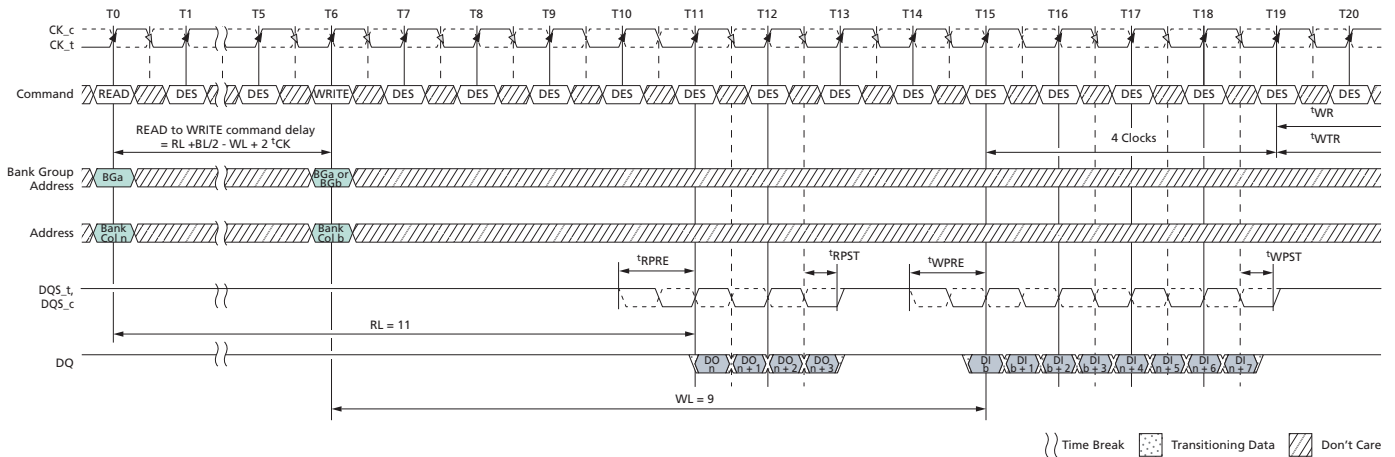 T0 T1 T5 T6 T7 T8 T9 T10 T11 T12 T13 T14 T15 T16 T17 T18 T19 T20
CK_c
CK_t
Command READ DES DES WRITE DES DES DES DES DES DES DES DES DES DES DES DES DES DES
READ to WRITE command delay
= RL +BL/2 - WL + 2 tCK
4 Clocks
tWR
tWTR
Bank Group
Address
BGa
BGa or
BGb
Address
Bank
Col n
Bank
Col b
tRPRE tRPST tWPRE tWPST
DQS_t,
DQS_c
RL = 11
DQ
DO
n
DO
n + 1
DO
n + 2
DO
n + 3
DI
b
DI
b + 1
DI
b + 2
DI
b + 3
DI
n + 4
DI
n + 5
DI
n + 6
DI
n + 7
WL = 9
Time Break Transitioning Data Don't Care